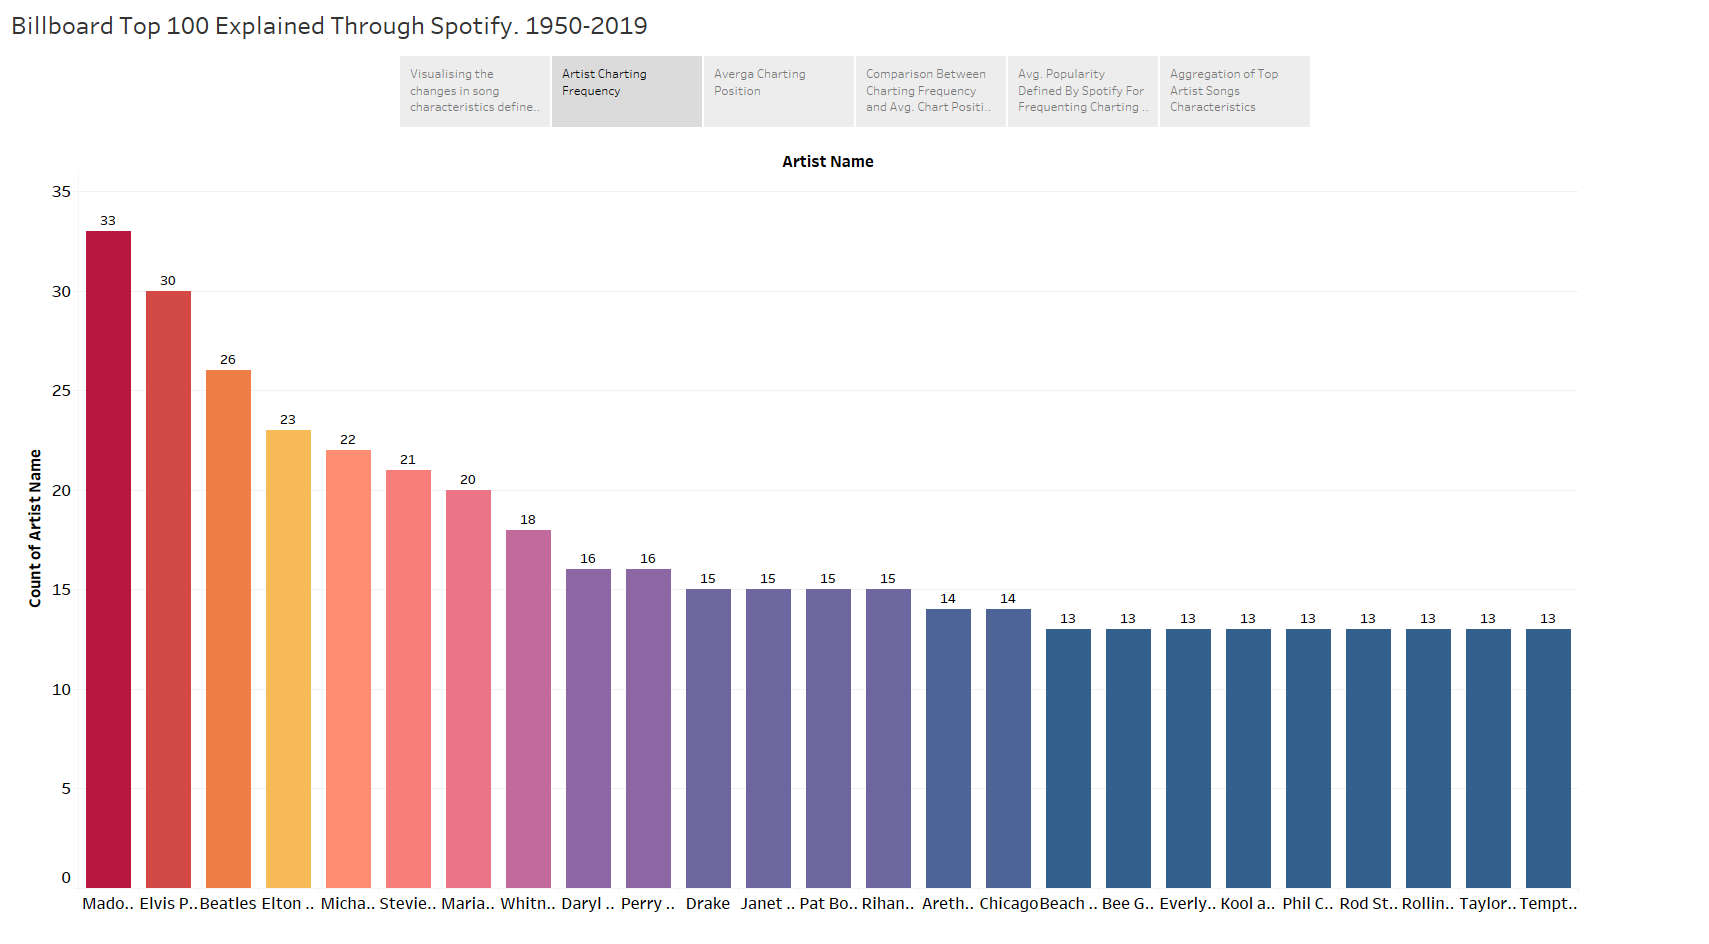 Billboard Top 100 Explained Through Spotify. 1950-2019
Visualising the
changes in song
characteristics define..
Artist Charting
Frequency
Averga Charting
Position
Comparison Between
Charting Frequency
and Avg. Chart Positi..
Avg. Popularity
Defined By Spotify For
Frequenting Charting ..
Aggregation of Top
Artist Songs
Characteristics
Artist Name
Count of Artist Name
35
30
25
20
15
10
5
0
33
30
26
23
22
21
20
18
16
16
15
15
15
15
14
14
13
13
13
13
13
13
13
13
13
Mado..
Elvis P..
Beatles
Elton ..
Micha..
Stevie..
Maria..
Whitn..
Daryl ..
Perry ..
Drake
Janet ..
Pat Bo..
Rihan..
Areth..
Chicago
Beach ..
Bee G..
Everly..
Kool a..
Phil C..
Rod St..
Rollin..
Taylor..
Tempt..